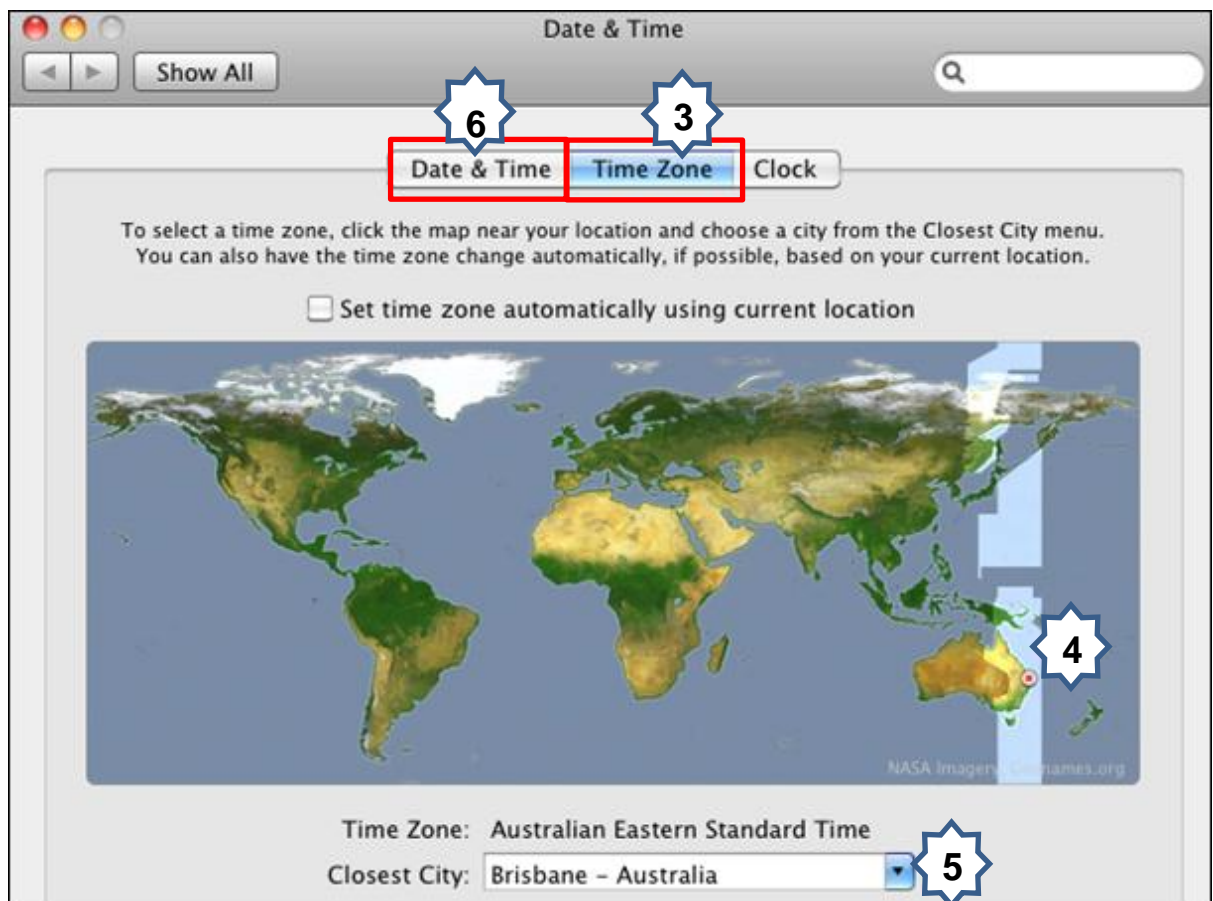 Date & Time
Show All
6
3
Date & Time Time Zone Clock
To select a time zone, click the map near your location and choose a city from the Closest City menu.
You can also have the time zone change automatically, if possible, based on your current location.
Set time zone automatically using current location
4
NASA Imagery
names.org
Time Zone: Australian Eastern Standard Time
Closest City: Brisbane – Australia
5